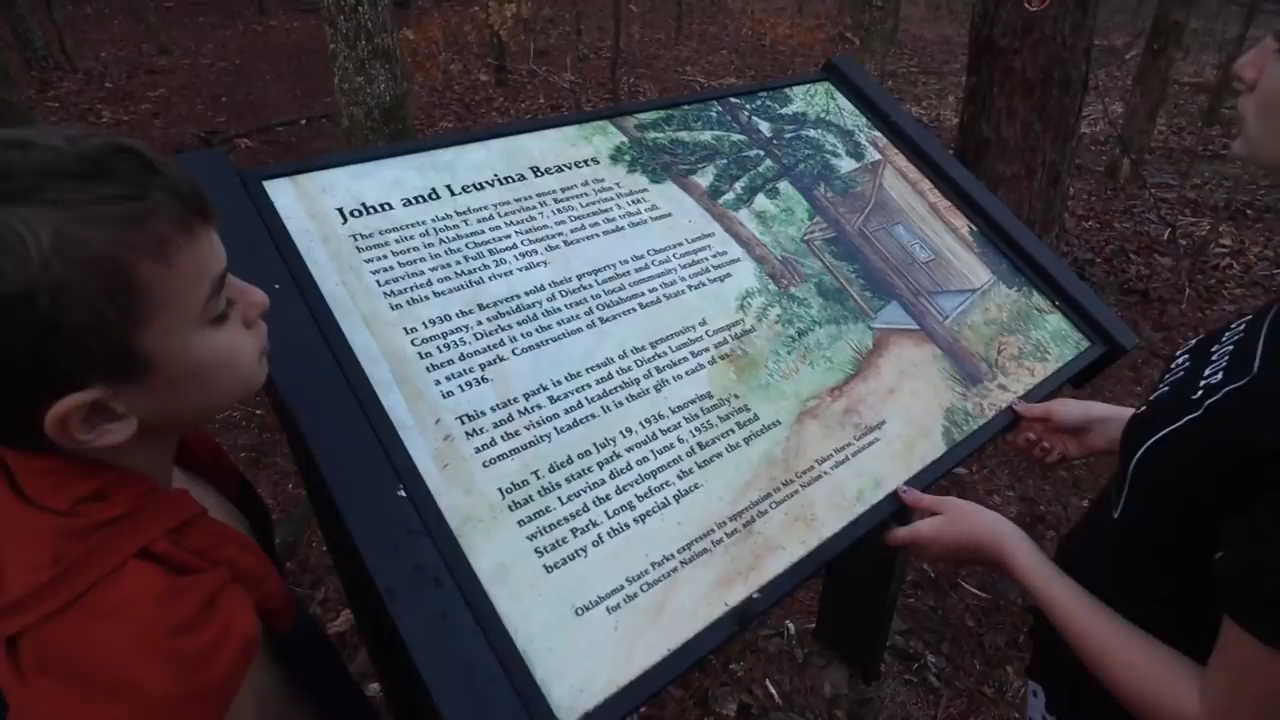 John and Leuvina Beavers
The concrete slab before you was once part of the
home site of John T. and Leuvina H. Beavers. John T.
was born in Alabama on March 7, 1850; Leuvina Hudson
was born in the Choctaw Nation, on December 3, 1881.
Leuvina was a Full Blood Choctaw, and on the tribal roll.
Married on March 20, 1909, the Beavers made their home
in this beautiful river valley.
In 1930 the Beavers sold their property to the Choctaw Lumber
Company, a subsidiary of Dierks Lumber and Coal Company.
In 1935, Dierks sold this tract to local community leaders who
then donated it to the state of Oklahoma so that it could become
a state park. Construction of Beavers Bend State Park began
in 1936.
This state park is the result of the generosity of
Mr. and Mrs. Beavers and the Dierks Lumber Company
and the vision and leadership of Broken Bow and Idabel
community leaders. It is their gift to each of us.
John T. died on July 19, 1936, knowing
that this state park would bear his family's
name. Leuvina died on June 6, 1955, having
witnessed the development of Beavers Bend
State Park. Long before, she knew the priceless
beauty of this special place.
Oklahoma State Parks expresses its appreciation to Ms. Gwen Takes Horse, Genealogist
for the Choctaw Nation, for her, and the Choctaw Nation's, valued assistance.